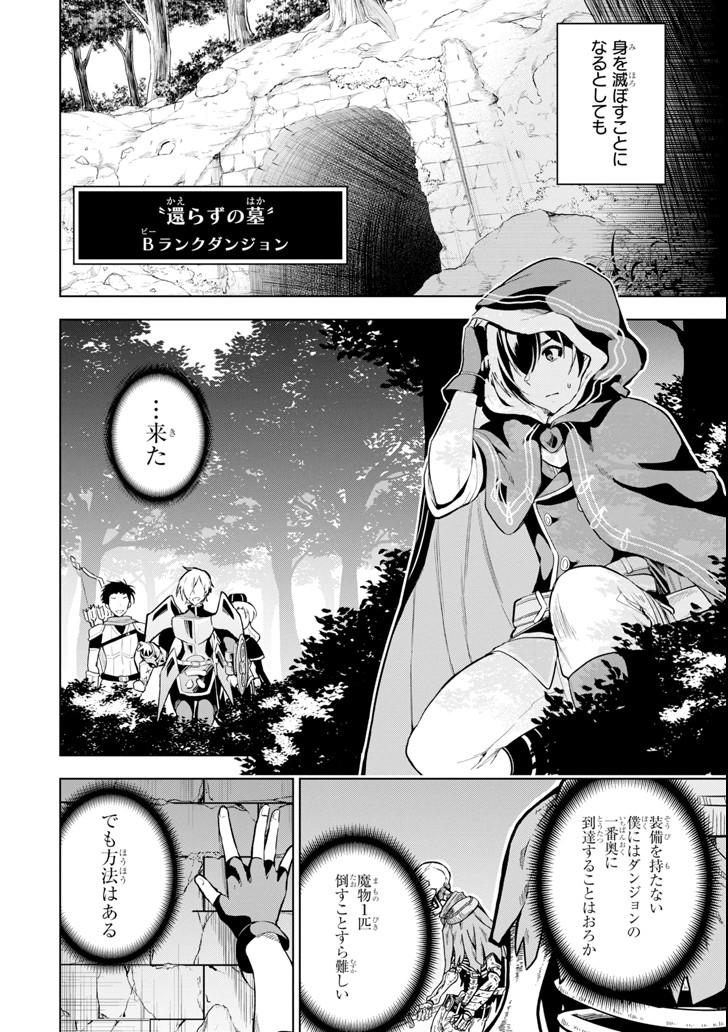 身を滅ぼすことに
なるとしても
〝還らずの墓〟
Bランクダンジョン
…来た
装備を持たない
僕にはダンジョンの
一番奥に
到達することはおろか
魔物1匹
倒すことすら難しい
でも方法はある